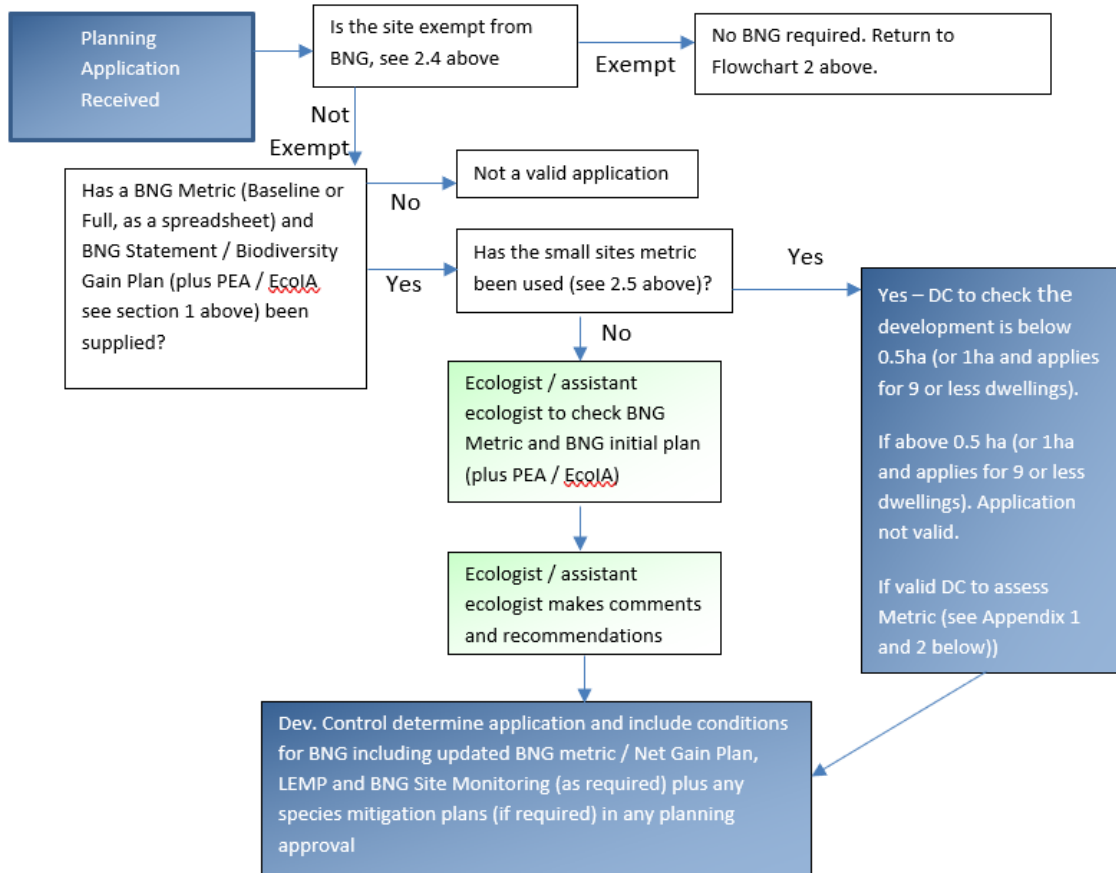 Planning
Application
Received
Is the site exempt from
BNG, see 2.4 above
Exempt
No BNG required. Return to
Flowchart 2 above.
Not
Exempt
Has a BNG Metric (Baseline or
Full, as a spreadsheet) and
BNG Statement / Biodiversity
Gain Plan (plus PEA / EcoIA
see section 1 above) been
supplied?
No
Not a valid application
Yes
Has the small sites metric
been used (see 2.5 above)?
Yes
Yes – DC to check the
development is below
0.5ha (or 1ha and applies
for 9 or less dwellings).
If above 0.5 ha (or 1ha
and applies for 9 or less
dwellings). Application
not valid.
If valid DC to assess
Metric (see Appendix 1
and 2 below))
No
Ecologist / assistant
ecologist to check BNG
Metric and BNG initial plan
(plus PEA / EcoIA)
Ecologist / assistant
ecologist makes comments
and recommendations
Dev. Control determine application and include conditions
for BNG including updated BNG metric / Net Gain Plan,
LEMP and BNG Site Monitoring (as required) plus any
species mitigation plans (if required) in any planning
approval